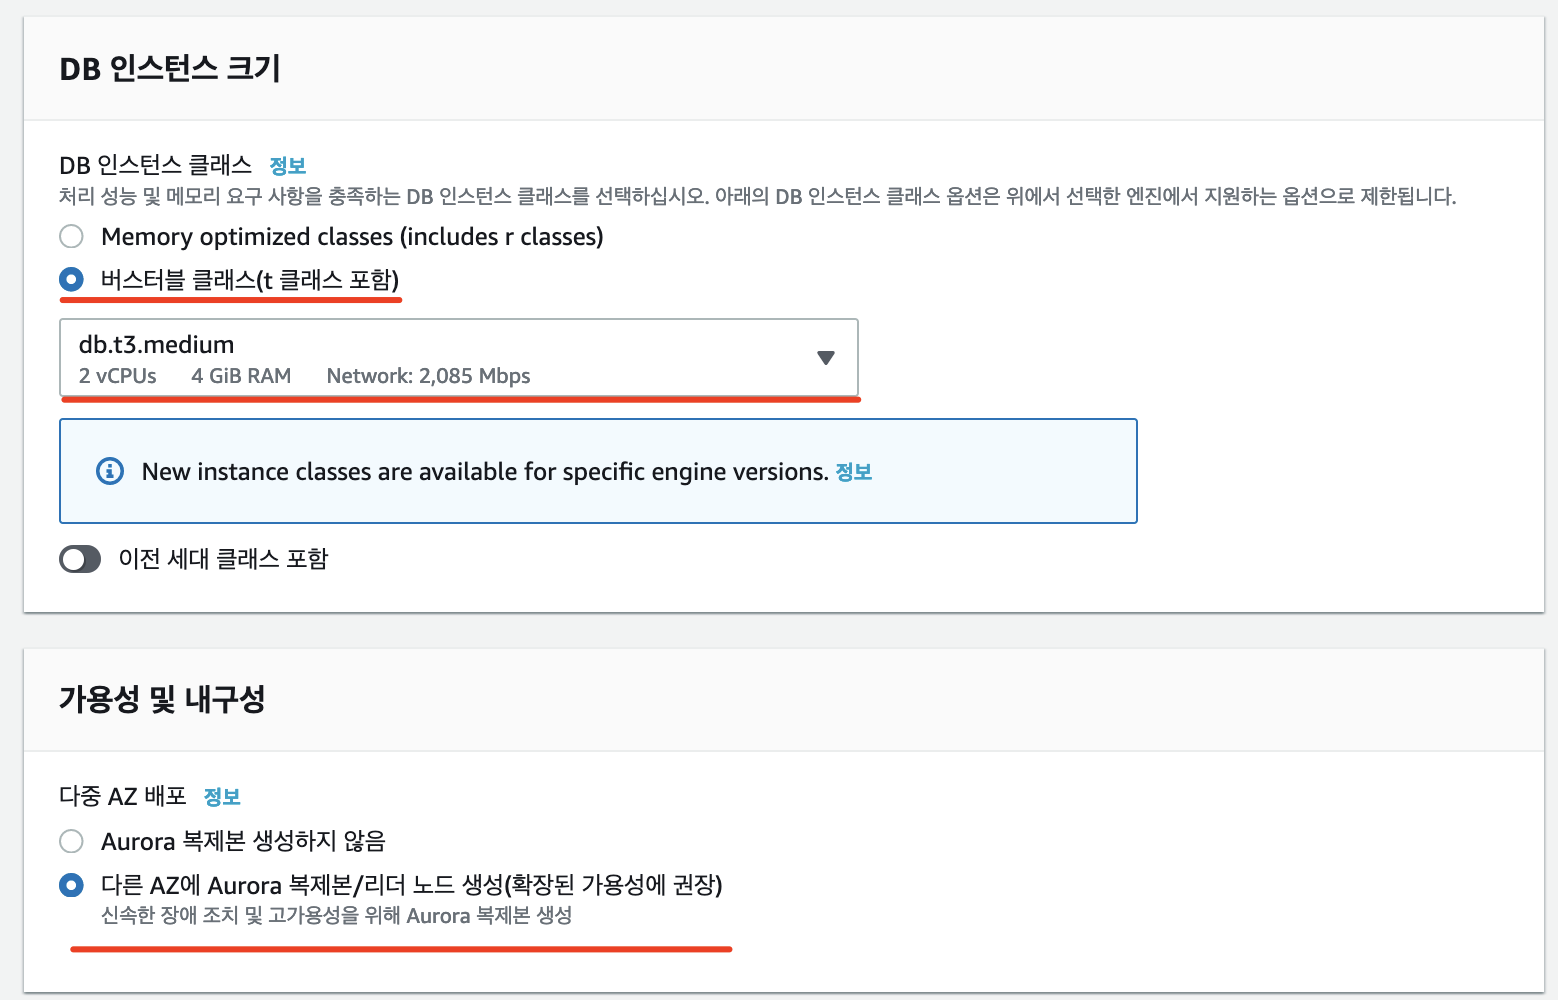 DB 인스턴스 크기
DB 인스턴스 클래스 정보
처리 성능 및 메모리 요구 사항을 충족하는 DB 인스턴스 클래스를 선택하십시오. 아래의 DB 인스턴스 클래스 옵션은 위에서 선택한 엔진에서 지원하는 옵션으로 제한됩니다.
Memory optimized classes (includes r classes)
버스터블 클래스(t 클래스 포함)
db.t3.medium
2 vCPUs 4 GiB RAM Network: 2,085 Mbps
New instance classes are available for specific engine versions. 정보
이전 세대 클래스 포함
가용성 및 내구성
다중 AZ 배포 정보
Aurora 복제본 생성하지 않음
다른 AZ에 Aurora 복제본/리더 노드 생성(확장된 가용성에 권장)
신속한 장애 조치 및 고가용성을 위해 Aurora 복제본 생성